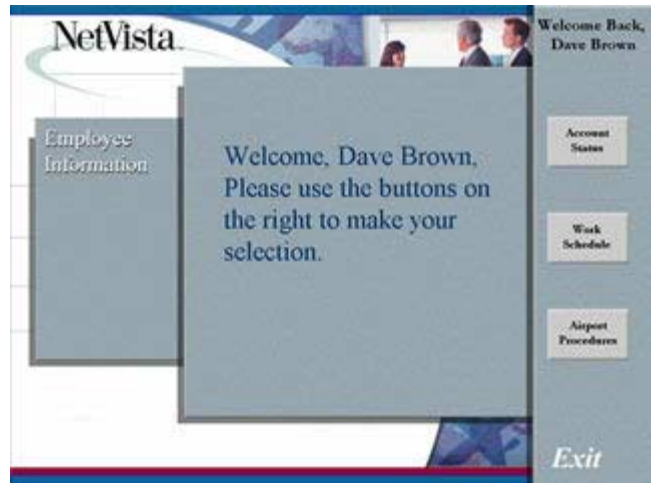 NetVista
Welcome Back,
Dave Brown
Employee
Information
Welcome, Dave Brown,
Please use the buttons on
the right to make your
selection.
Account
Status
Work
Schedule
Airport
Procedures
Exit